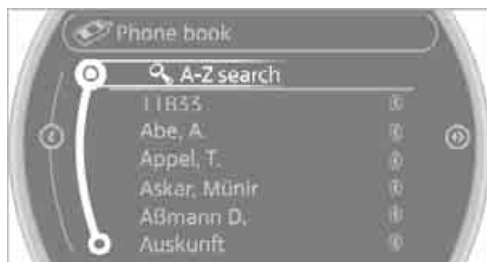 Phone book
A-Z search
11833
Abe, A.
Appel, T.
Askar, Münir
Aßmann D.
Auskunft